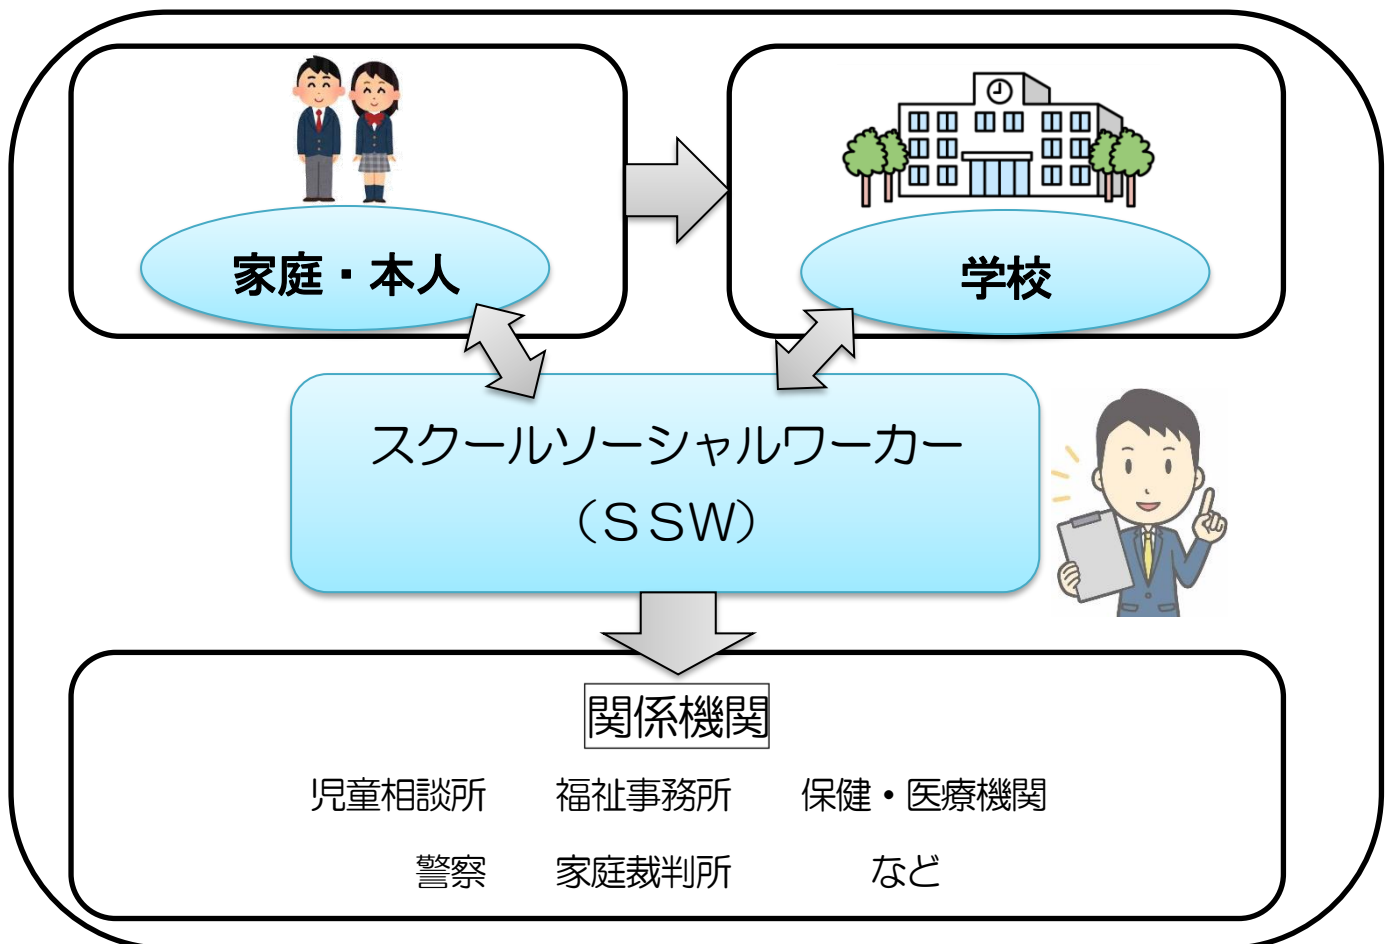 家庭・本人
学校
スクールソーシャルワーカー
（ＳＳＷ）
関係機関
児童相談所　福祉事務所　保健・医療機関
警察　家庭裁判所　など